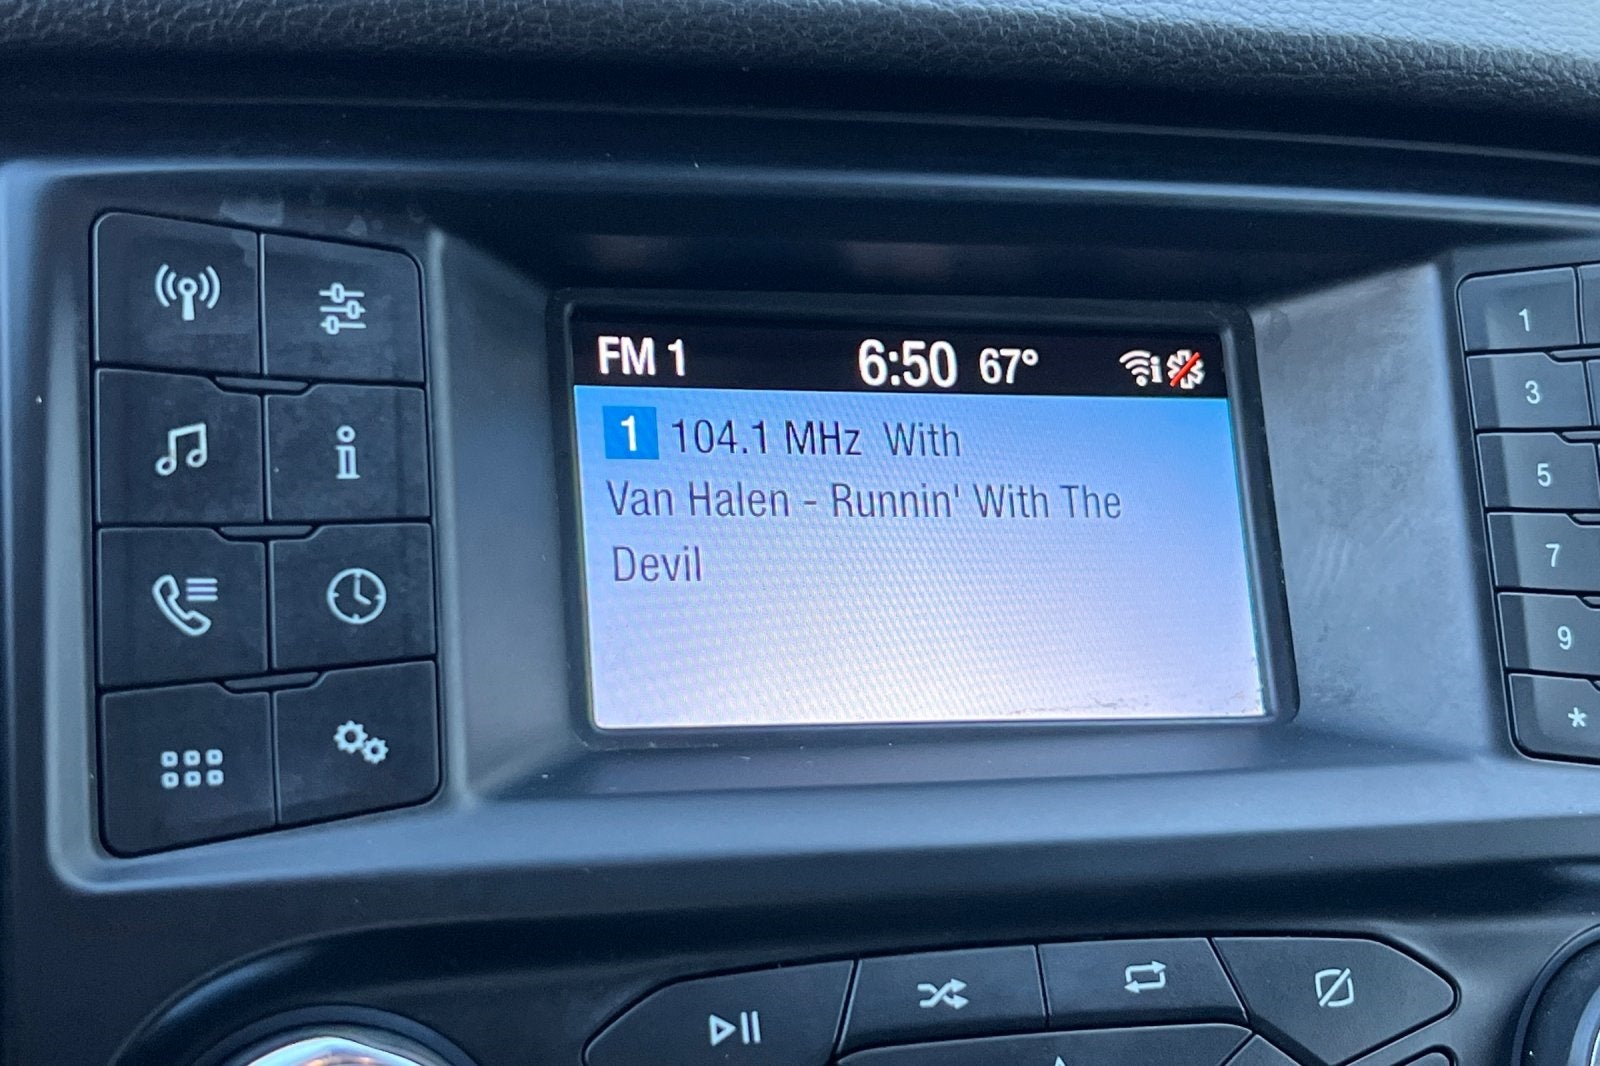 FM 1 6:50 67° i
1 104.1 MHz With
Van Halen - Runnin' With The
Devil
i
1
3
5
7
9
*